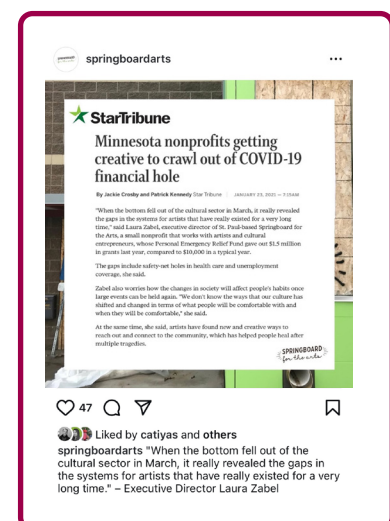 springboardarts
StarTribune
Minnesota nonprofits getting
creative to crawl out of COVID-19
financial hole
By Jackie Crosby and Patrick Kennedy Star Tribune | JANUARY 23, 2021 — 7:13AM
"When the bottom fell out of the cultural sector in March, it really revealed
the gaps in the systems for artists that have really existed for a very long
time," said Laura Zabel, executive director of St. Paul-based Springboard for
the Arts, a small nonprofit that works with artists and cultural
entrepreneurs, whose Personal Emergency Relief Fund gave out $1.5 million
in grants last year, compared to $10,000 in a typical year.
The gaps include safety-net holes in health care and unemployment
coverage, she said.
Zabel also worries how the changes in society will affect people's habits once
large events can be held again. "We don't know the ways that our culture has
shifted and changed in terms of what people will be comfortable with and
when they will be comfortable," she said.
At the same time, she said, artists have found new and creative ways to
reach out and connect to the community, which has helped people heal after
multiple tragedies.
SPRINGBOARD
for the arts
47
Liked by catiyas and others
springboardarts "When the bottom fell out of the
cultural sector in March, it really revealed the gaps in
the systems for artists that have really existed for a very
long time." – Executive Director Laura Zabel